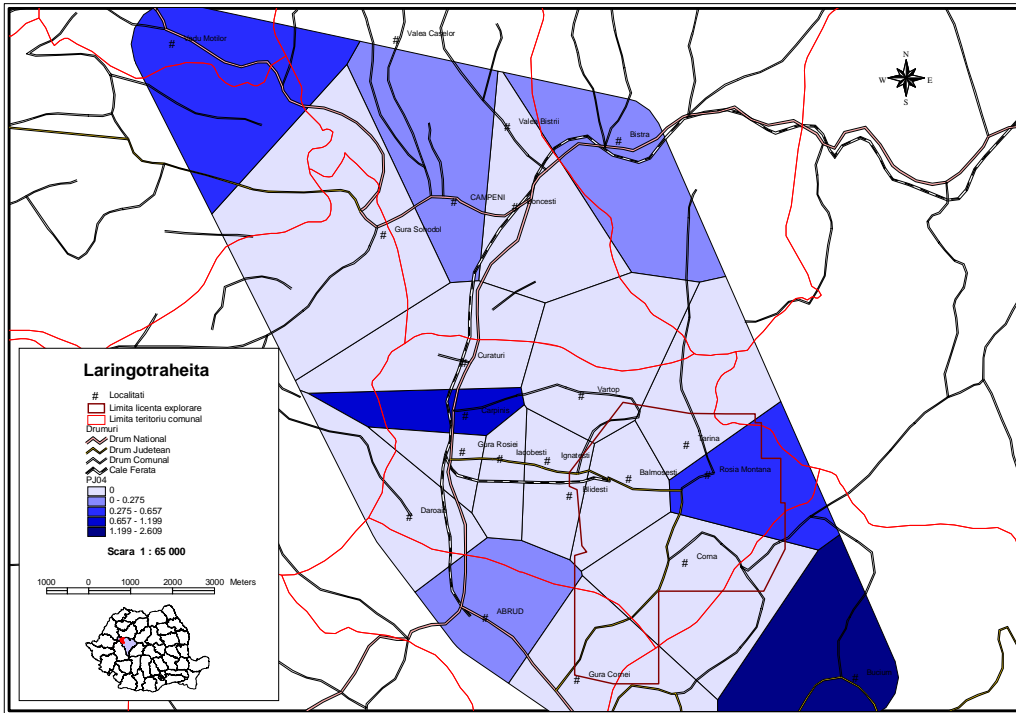 Vadu Motilor
#
Valea Caselor
#
N
W E
S
Valea Bistrii
#
Bistra
#
CAMPENI
#
#
Gura Sohodol
#
Curaturi
#
Vartop
#
#
Gura Rosiei
#
Iacobesti
#
Ignatesti
#
Tarina
#
Balmosesti
#
Rosia Montana
#
Blidesti
#
#
Corna
#
ABRUD
#
Gura Cornei
#
#
Laringotraheita
# Localitati
Limita licenta explorare
Limita teritoriu comunal
Drumuri
Drum National
Drum Judetean
Drum Comunal
Cale Ferata
PJ04
0
0 - 0.275
0.275 - 0.657
0.657 - 1.199
1.199 - 2.609
Scara 1 : 65 000
1000 0 1000 2000 3000 Meters